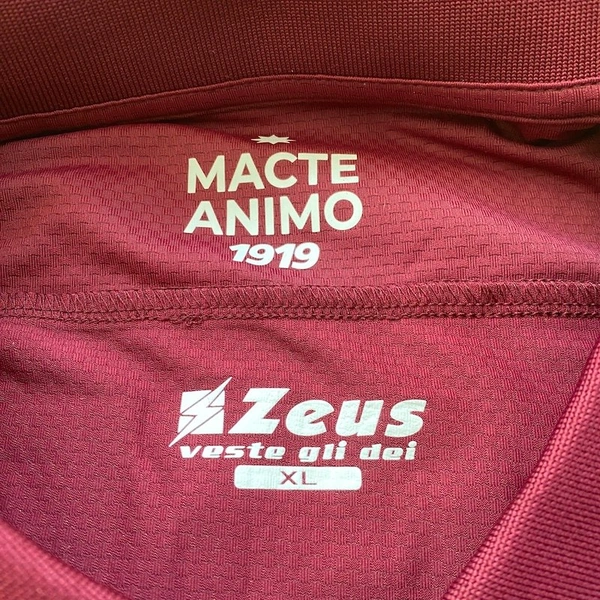 MACTE
ANIMO
1919
Zeus
veste gli dei
XL